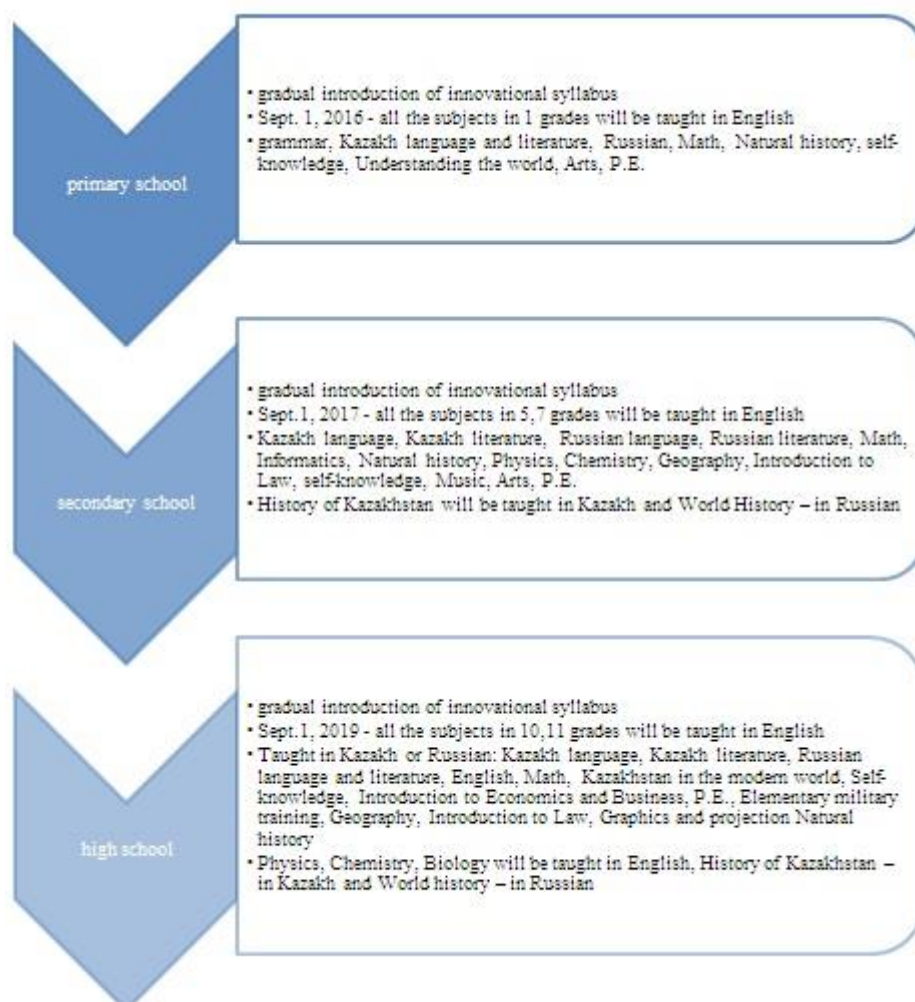 primary school
• gradual introduction of innovational syllabus
• Sept. 1, 2016 - all the subjects in 1 grades will be taught in English
• grammar, Kazakh language and literature, Russian, Math, Natural history, self-
knowledge, Understanding the world, Arts, P.E.
secondary school
• gradual introduction of innovational syllabus
• Sept.1, 2017 - all the subjects in 5,7 grades will be taught in English
• Kazakh language, Kazakh literature, Russian language, Russian literature, Math,
Informatics, Natural history, Physics, Chemistry, Geography, Introduction to
Law, self-knowledge, Music, Arts, P.E.
• History of Kazakhstan will be taught in Kazakh and World History – in Russian
high school
• gradual introduction of innovational syllabus
• Sept.1, 2019 - all the subjects in 10,11 grades will be taught in English
• Taught in Kazakh or Russian: Kazakh language, Kazakh literature, Russian
language and literature, English, Math, Kazakhstan in the modern world, Self-
knowledge, Introduction to Economics and Business, P.E., Elementary military
training, Geography, Introduction to Law, Graphics and projection Natural
history
• Physics, Chemistry, Biology will be taught in English, History of Kazakhstan –
in Kazakh and World history – in Russian